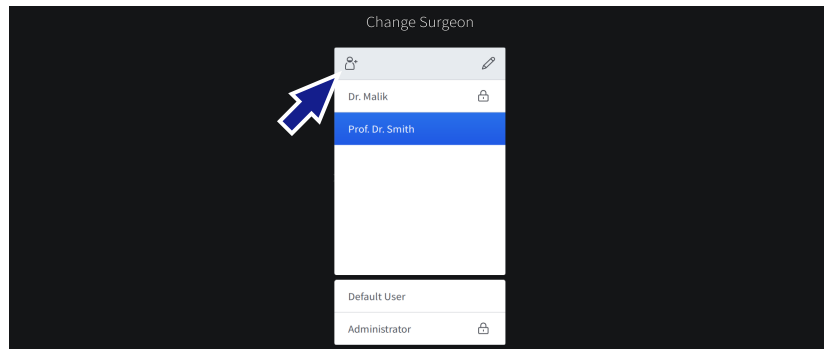 Change Surgeon
Dr. Malik
Prof. Dr. Smith
Default User
Administrator